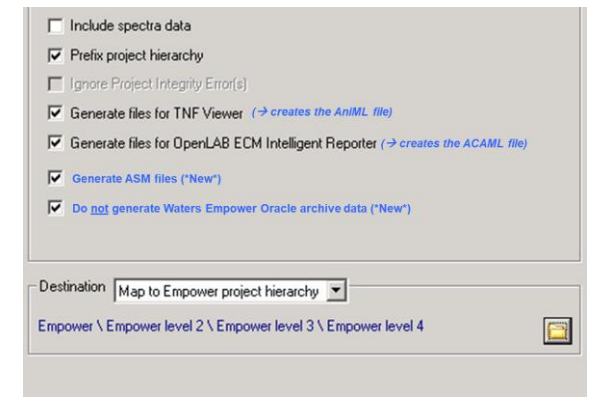 Include spectra data
Prefix project hierarchy
Ignore Project Integrity Error(s)
Generate files for TNF Viewer (→ creates the AniML file)
Generate files for OpenLAB ECM Intelligent Reporter (→ creates the ACAML file)
Generate ASM files (*New*)
Do not generate Waters Empower Oracle archive data (*New*)
Destination Map to Empower project hierarchy
Empower \ Empower level 2 \ Empower level 3 \ Empower level 4